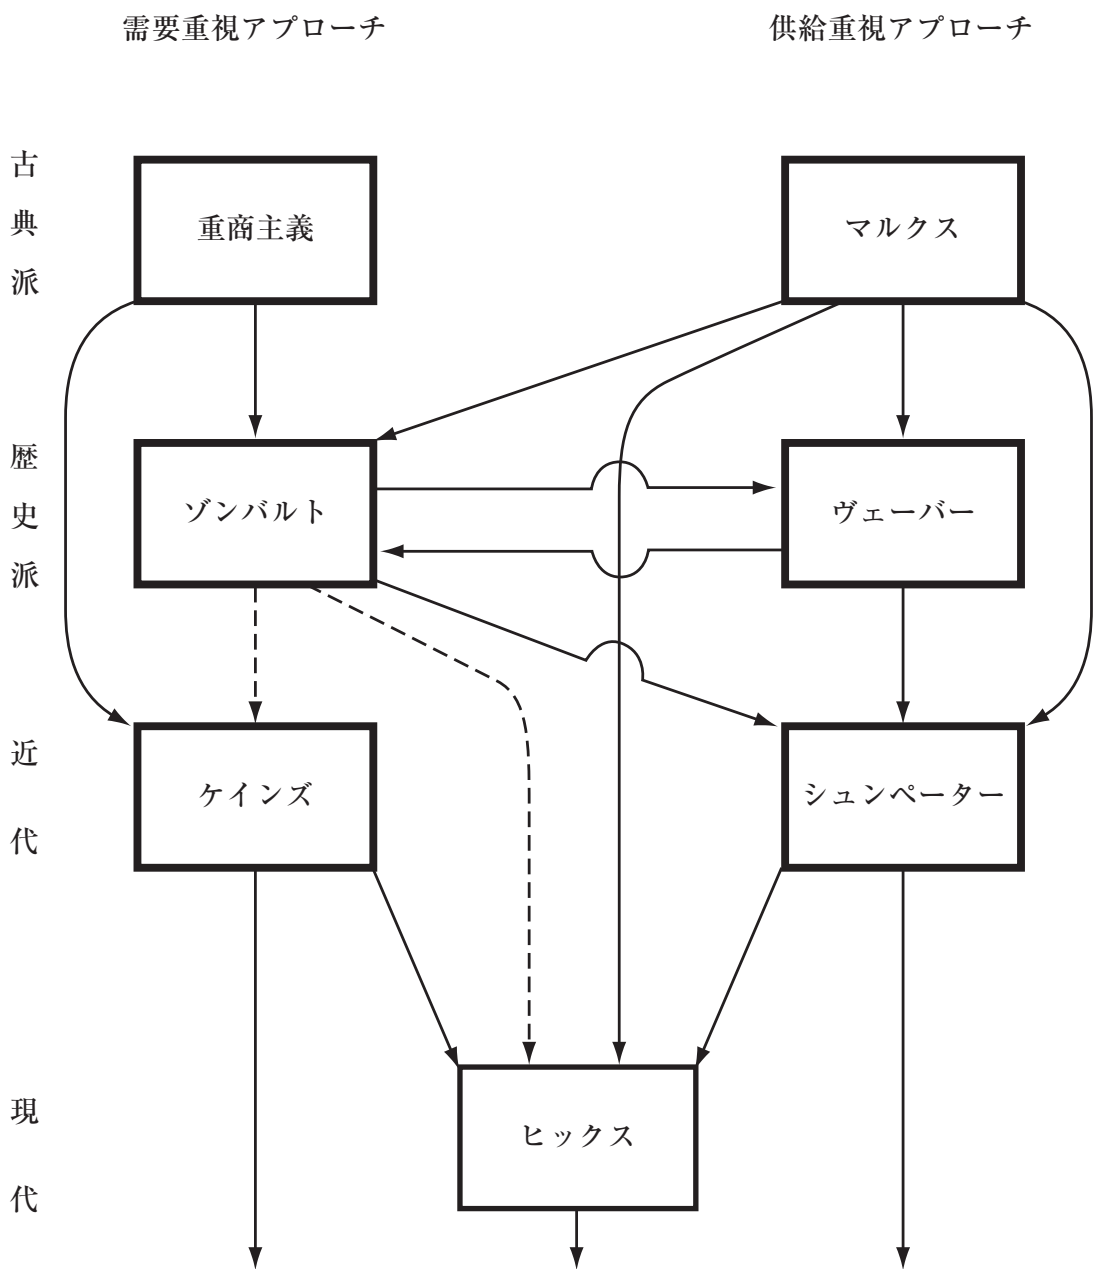 需要重視アプローチ
供給重視アプローチ
古典派
重商主義
マルクス
歴史派
ゾンバルト
ヴェーバー
近代
ケインズ
シュンペーター
現代
ヒックス